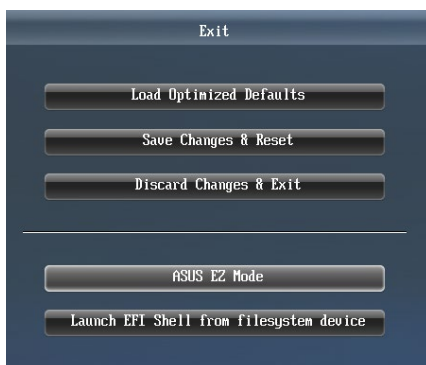 Exit
Load Optimized Defaults
Save Changes & Reset
Discard Changes & Exit
ASUS EZ Mode
Launch EFI Shell from filesystem device